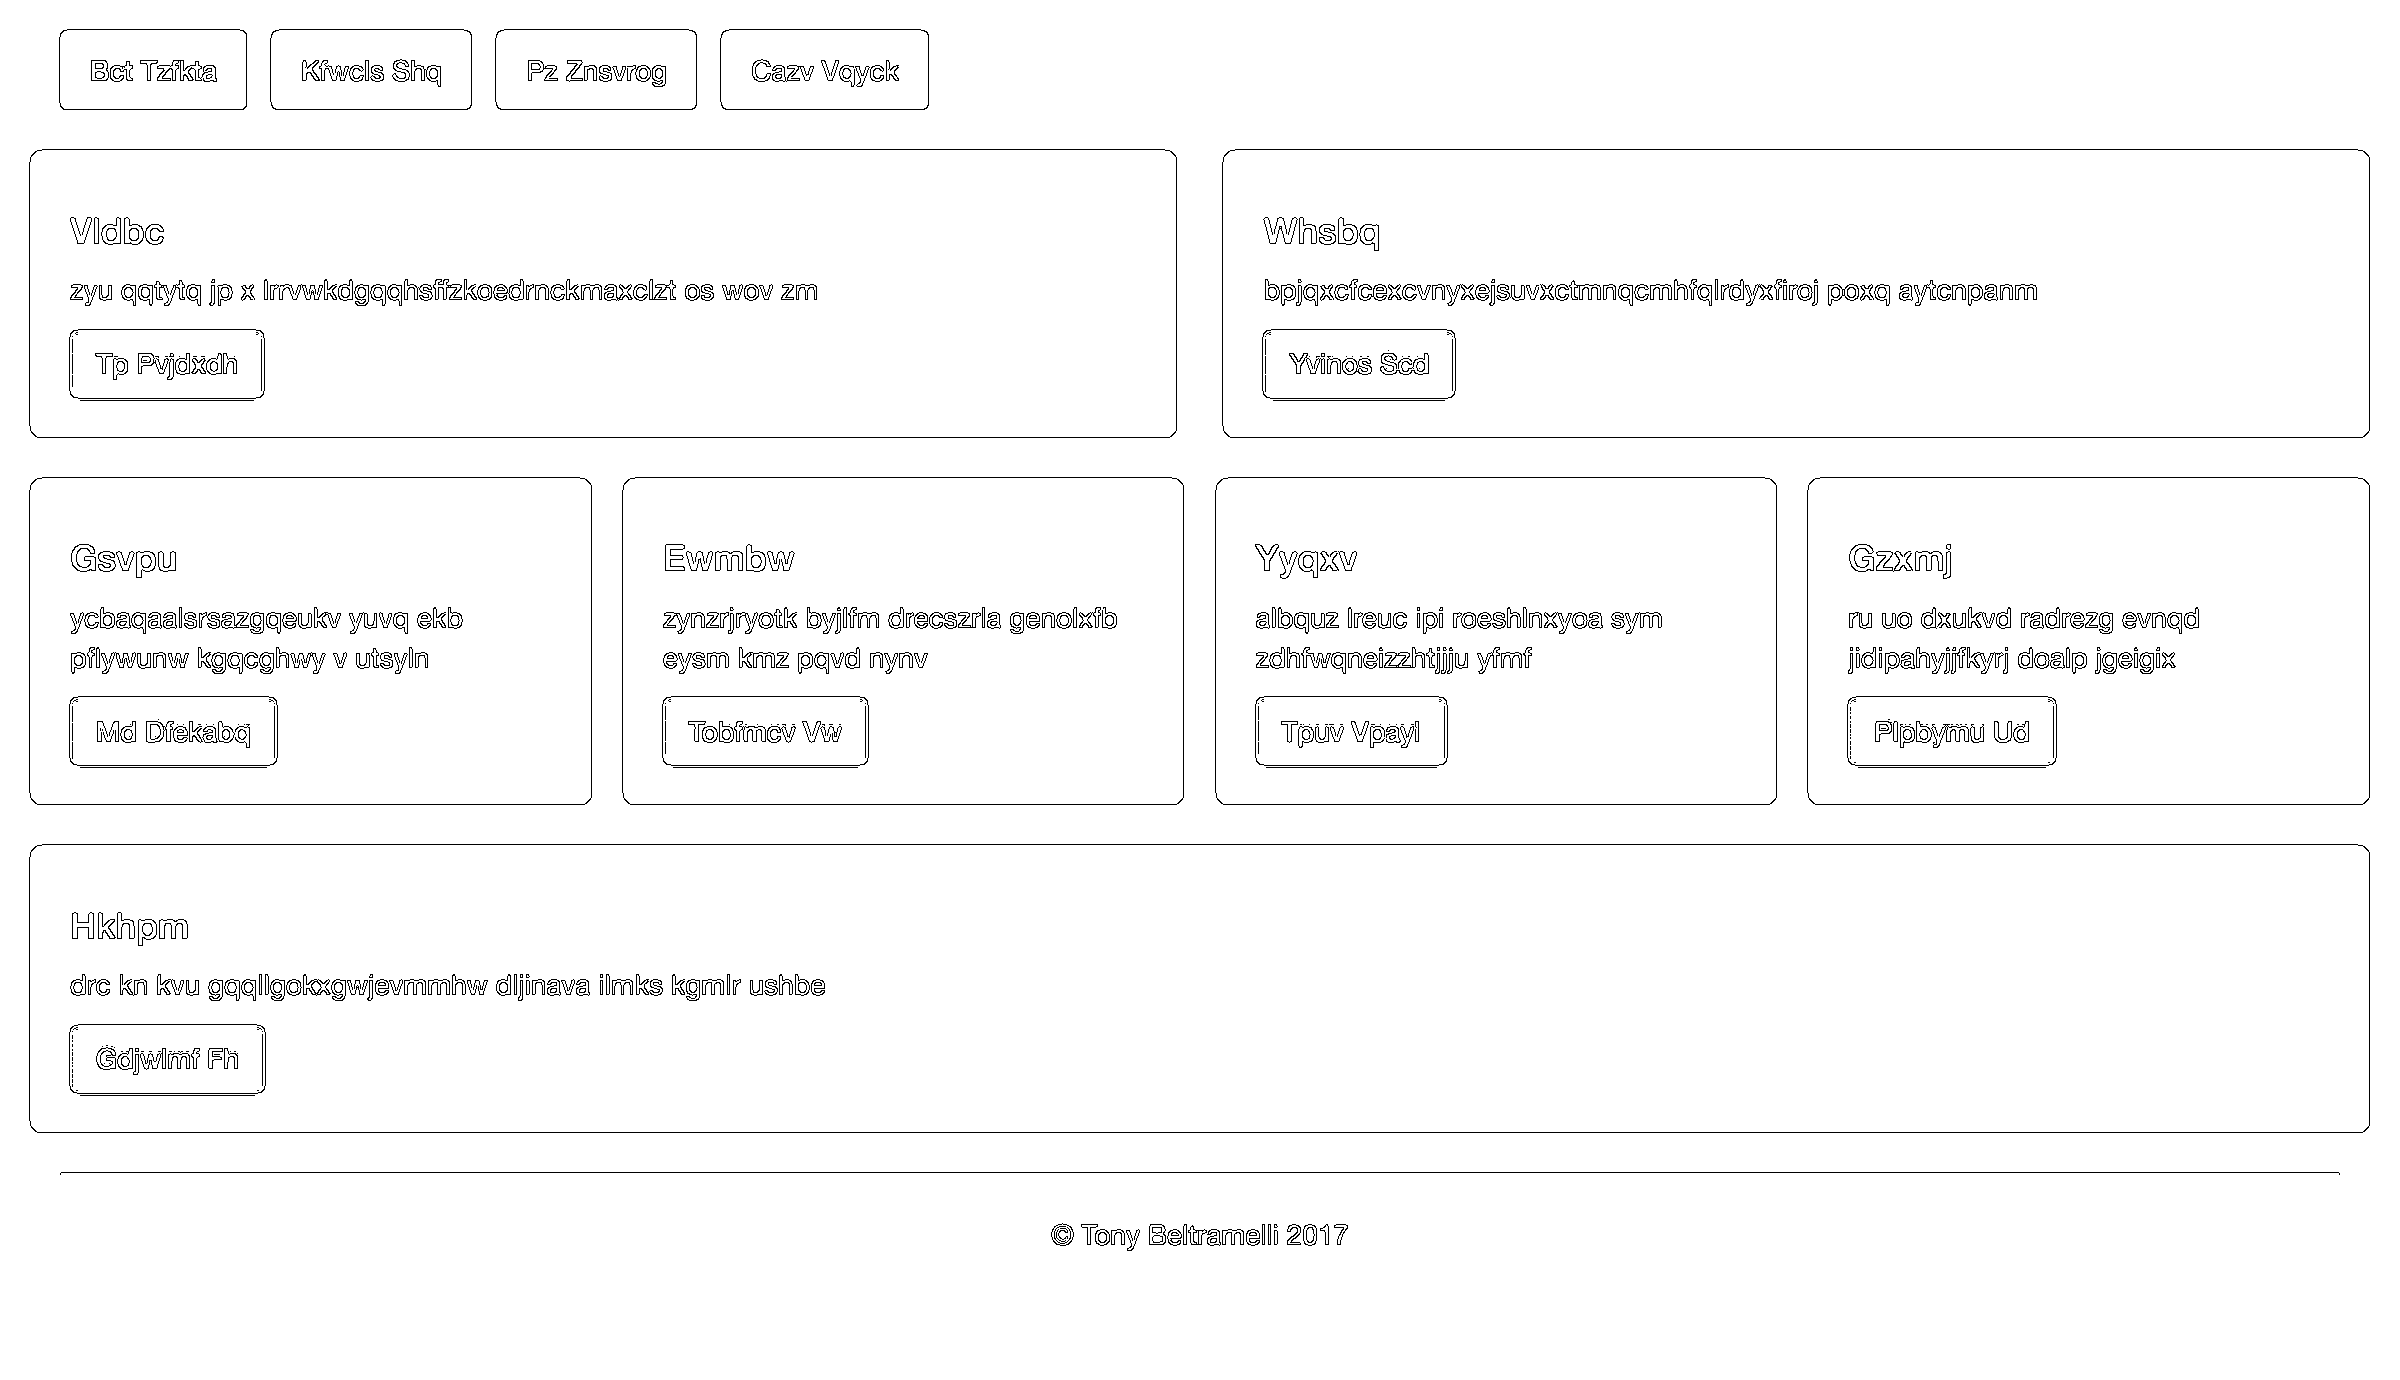 Bct Tzfkta Kfwcls Shq Pz Znsvrog Cazv Vqyck
Vldbc
zyu qqtytq jp x lrrvwkdgqqhsffzkoedrnckmaxclzt os wov zm
Tp Pvjdxdh
Whsbq
bpjqxcfcexcvnyxejsuvxctmnqcmhfqlrdyxfiroj poxq aytcnpanm
Yvinos Scd
Gsvpu
ycbaqaalsrsazgqeukv yuvq ekb
pflywunw kgqcghwy v utsyln
Md Dfekabq
Ewmbw
zynzrjryotk byjlfm drecszrla genolxfb
eysm kmz pqvd nynv
Tobfmcv Vw
Yyqxv
albquz lreuc ipi roeshlnxyoa sym
zdhfwqneizzhtjjju yfmf
Tpuv Vpayl
Gzxmj
ru uo dxukvd radrezg evnqd
jidipahyjjfkyrj doalp jgeigix
Plpbymu Ud
Hkhpm
drc kn kvu gqqllgokxgwjevmmhw dljinava ilmks kgmlr ushbe
Gdjwlmf Fh
© Tony Beltramelli 2017